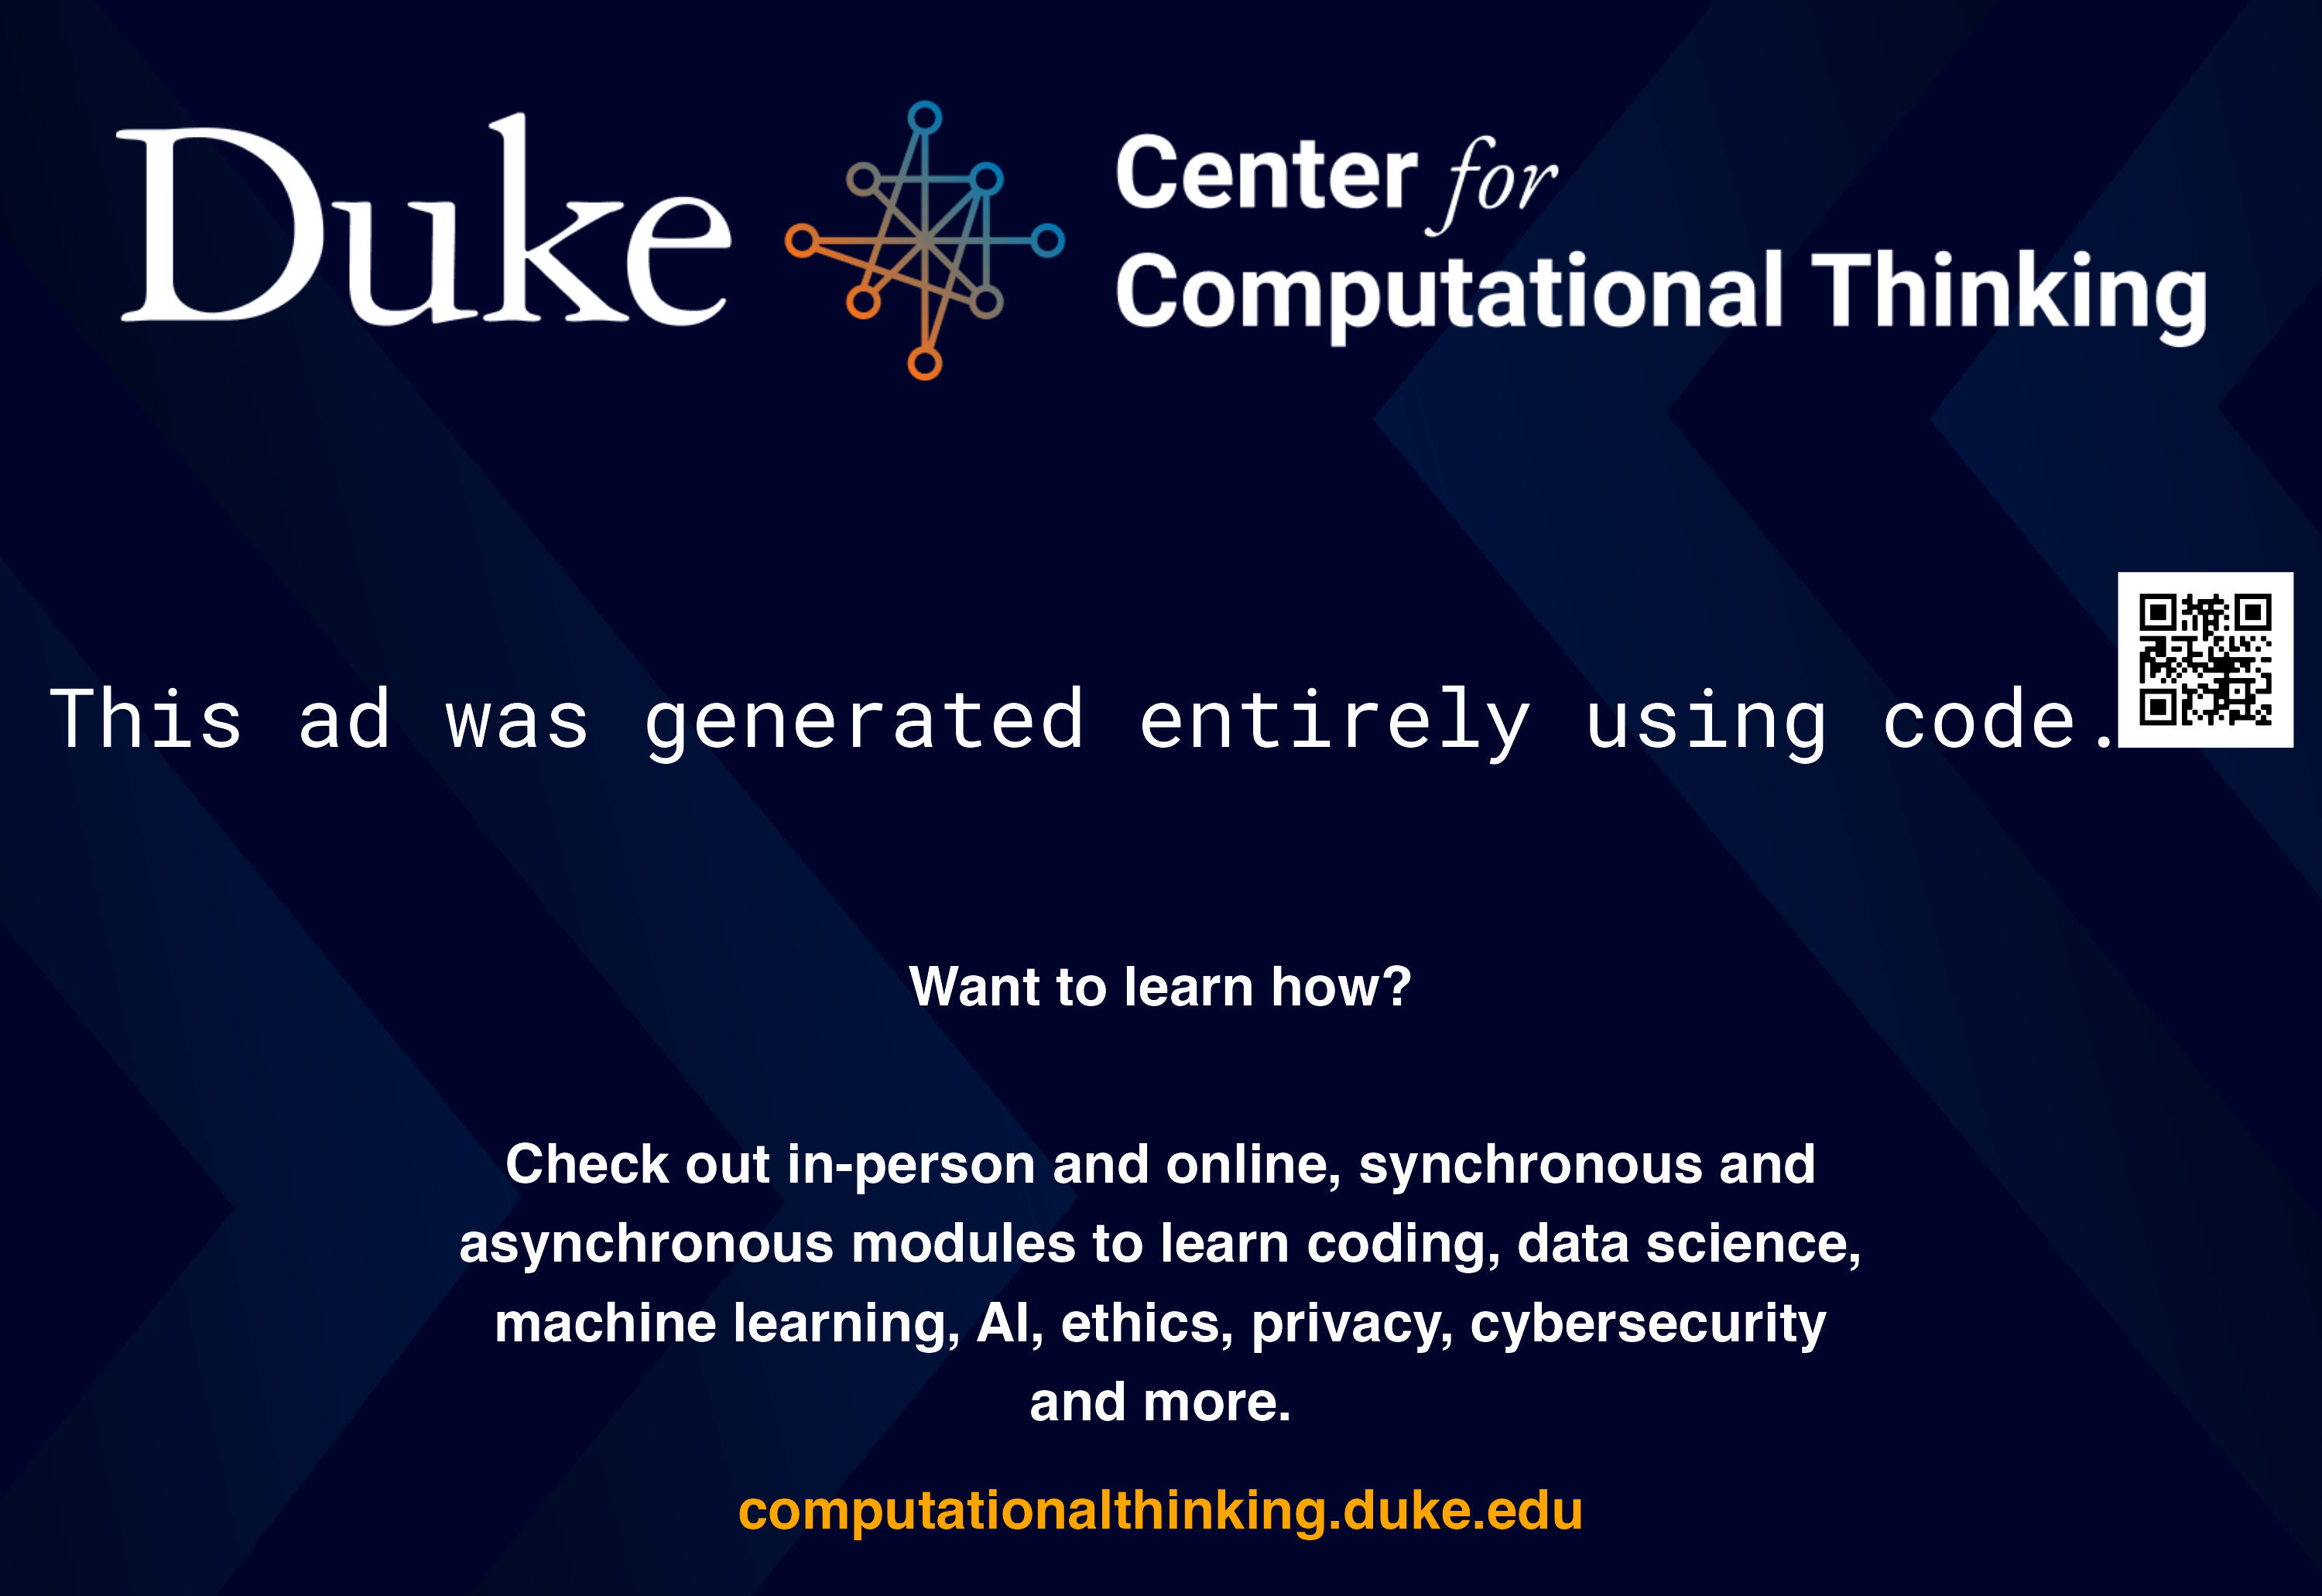 Duke
Center for
Computational Thinking
This ad was generated entirely using code.
Want to learn how?
Check out in-person and online, synchronous and
asynchronous modules to learn coding, data science,
machine learning, AI, ethics, privacy, cybersecurity
and more.
computationalthinking.duke.edu